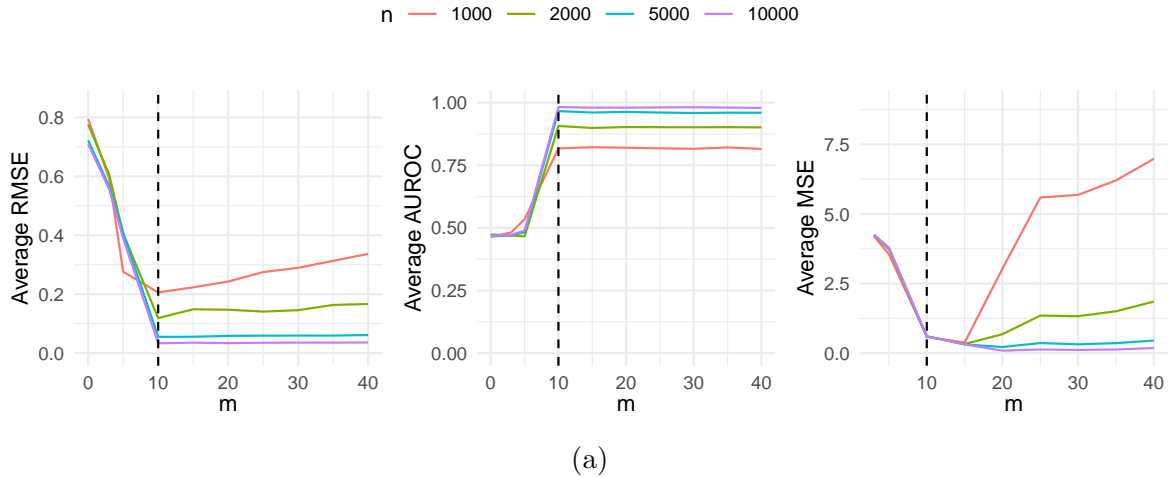 n 1000 2000 5000 10000
Average RMSE
0.8
0.6
0.4
0.2
0.0
0 10 20 30 40
m
Average AUROC
1.00
0.75
0.50
0.25
0.00
0 10 20 30 40
m
Average MSE
7.5
5.0
2.5
0.0
10 20 30 40
m
(a)